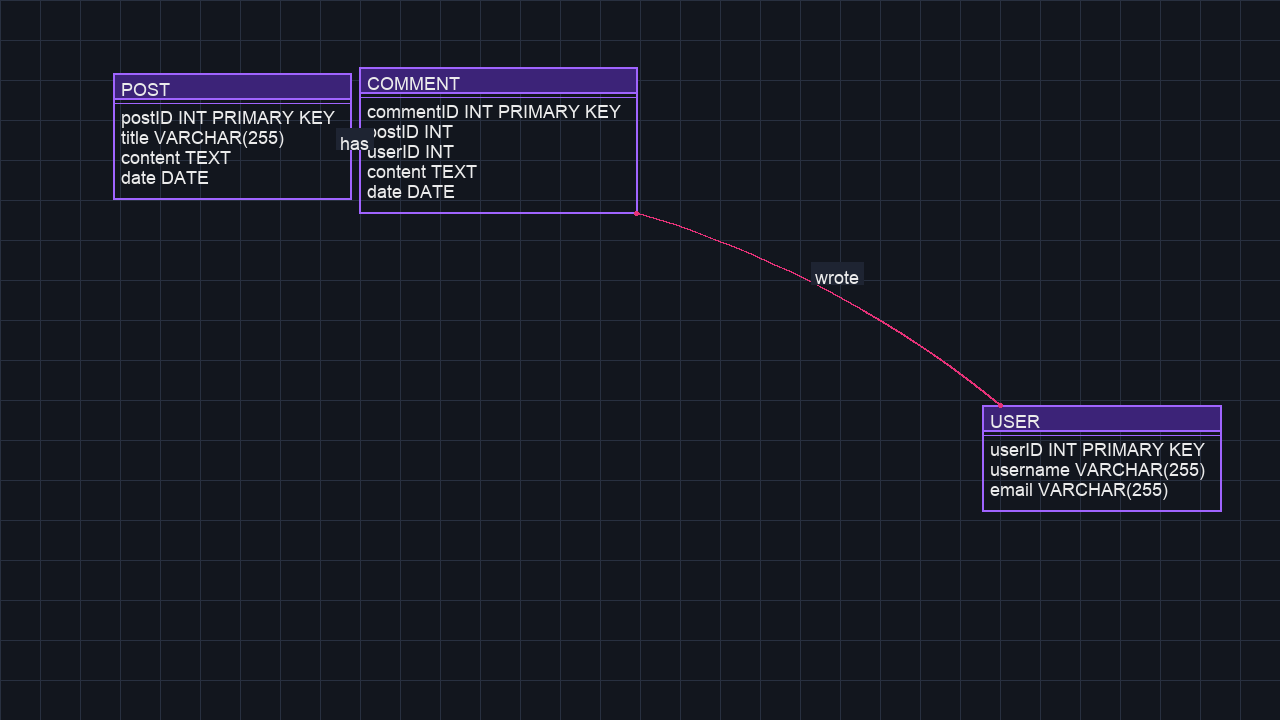 POST
postID INT PRIMARY KEY
title VARCHAR(255)
content TEXT
date DATE
has
COMMENT
commentID INT PRIMARY KEY
postID INT
userID INT
content TEXT
date DATE
wrote
USER
userID INT PRIMARY KEY
username VARCHAR(255)
email VARCHAR(255)